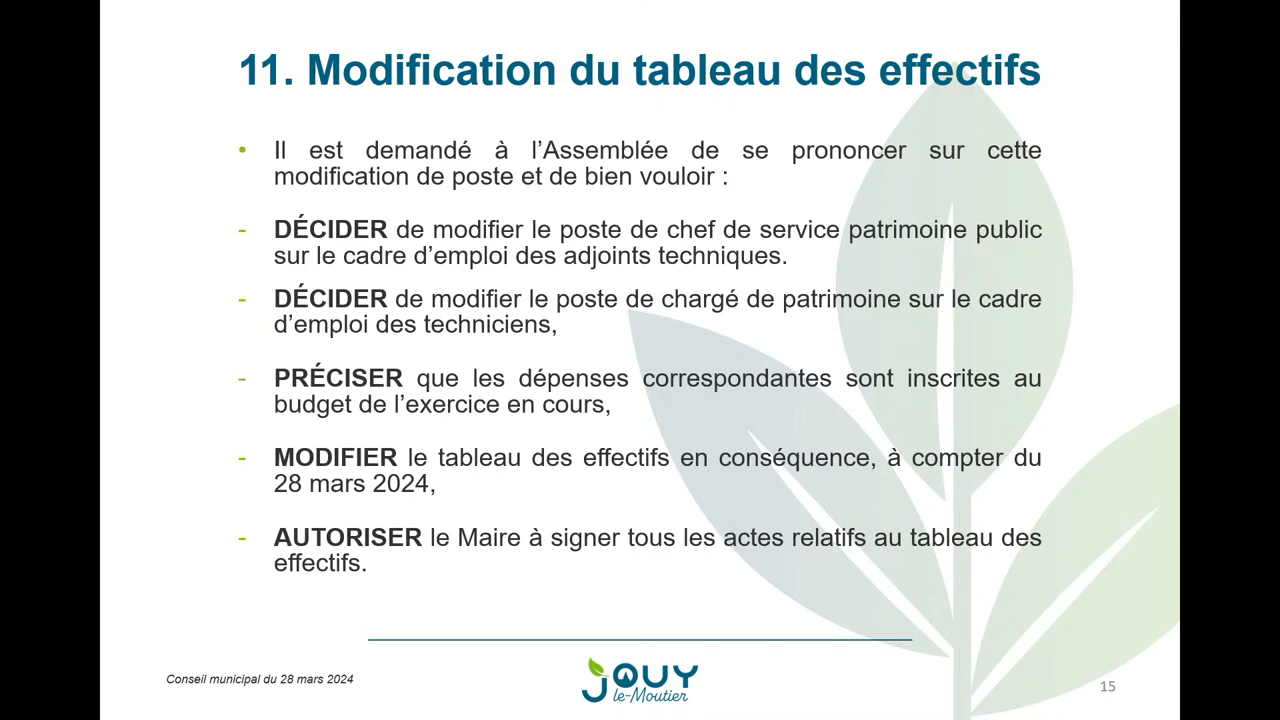 11. Modification du tableau des effectifs
• Il est demandé à l’Assemblée de se prononcer sur cette
modification de poste et de bien vouloir :
- DÉCIDER de modifier le poste de chef de service patrimoine public
sur le cadre d’emploi des adjoints techniques.
- DÉCIDER de modifier le poste de chargé de patrimoine sur le cadre
d’emploi des techniciens,
- PRÉCISER que les dépenses correspondantes sont inscrites au
budget de l’exercice en cours,
- MODIFIER le tableau des effectifs en conséquence, à compter du
28 mars 2024,
- AUTORISER le Maire à signer tous les actes relatifs au tableau des
effectifs.
Conseil municipal du 28 mars 2024
JOUY
le-Moutier
15